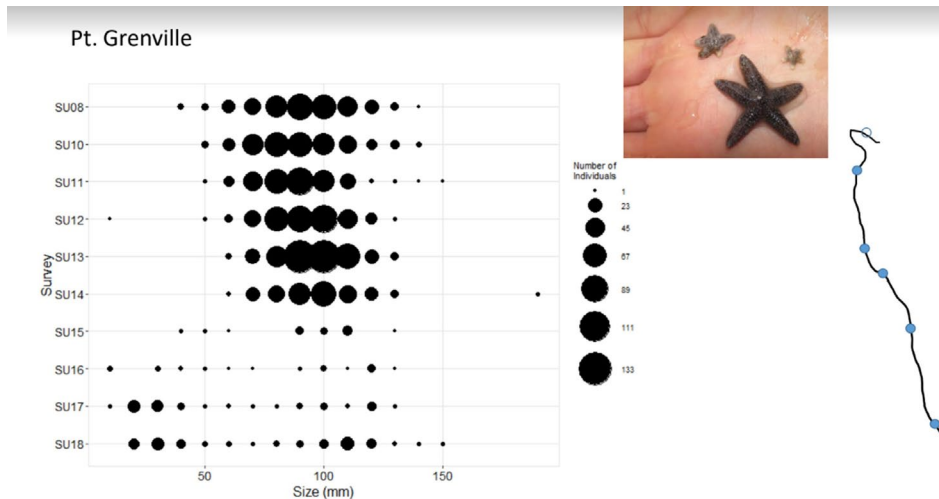 Pt. Grenville
Survey
SU08
SU10
SU11
SU12
SU13
SU14
SU15
SU16
SU17
SU18
50 100 150
Size (mm)
Number of
Individuals
1
23
45
67
89
111
133